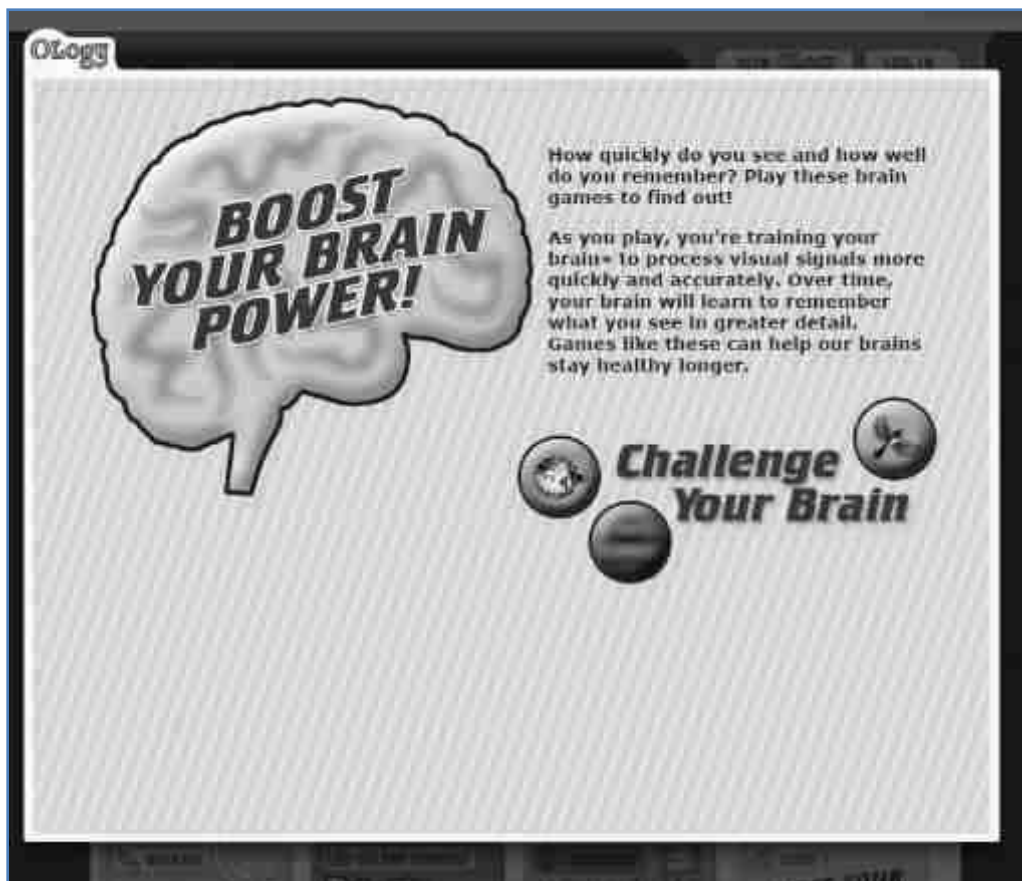 OLogy
BOOST
YOUR BRAIN
POWER!
How quickly do you see and how well
do you remember? Play these brain
games to find out!
As you play, you're training your
brain= to process visual signals more
quickly and accurately. Over time,
your brain will learn to remember
what you see in greater detail.
Games like these can help our brains
stay healthy longer.
Challenge
Your Brain